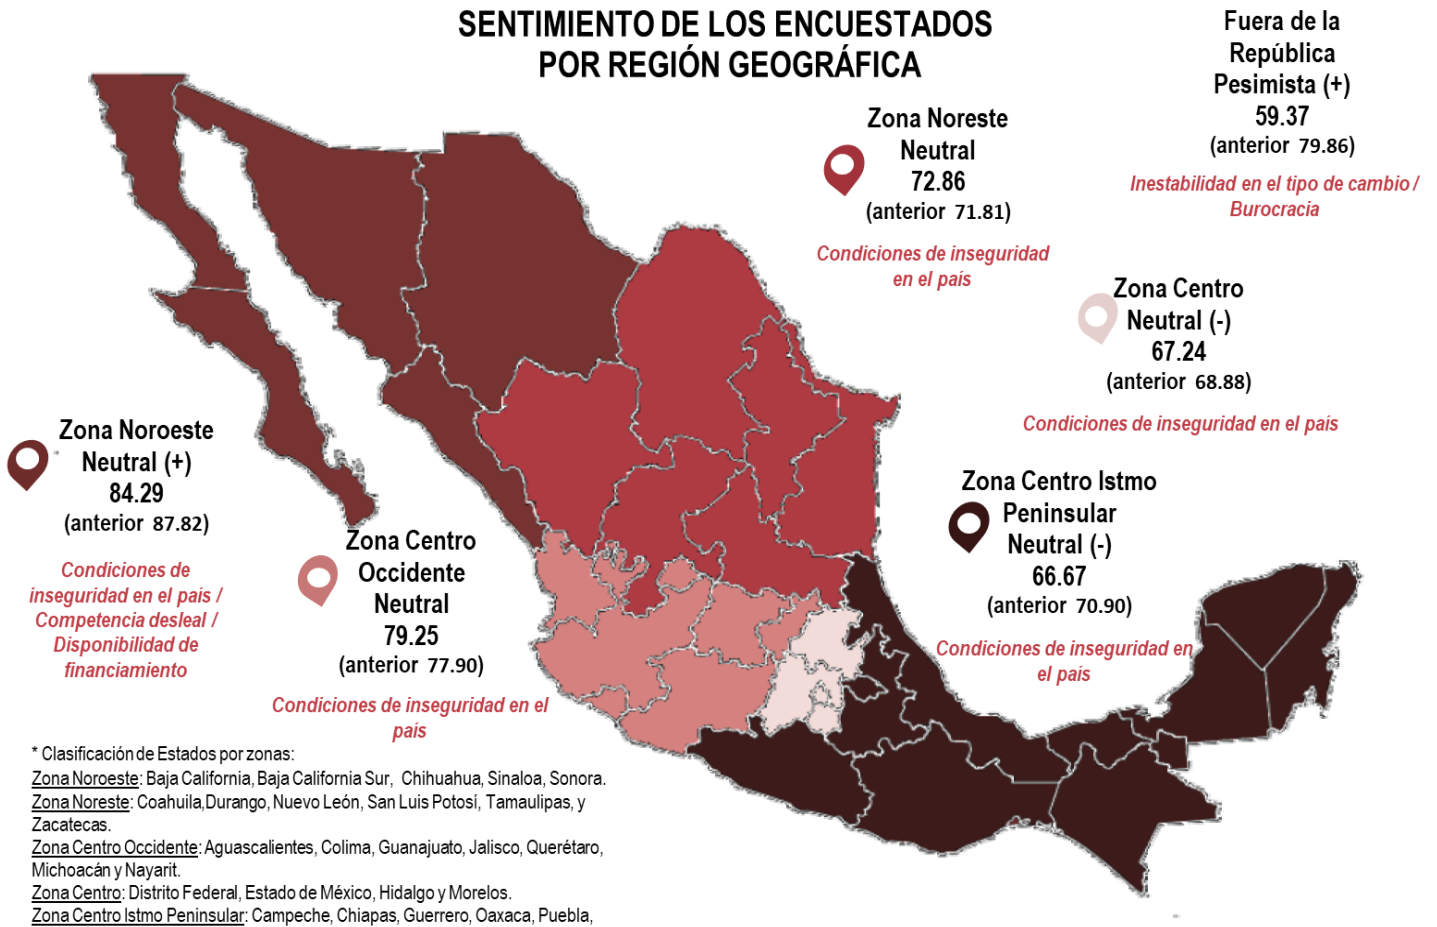 SENTIMIENTO DE LOS ENCUESTADOS
POR REGIÓN GEOGRÁFICA
Fuera de la
República
Pesimista (+)
59.37
(anterior 79.86)
Inestabilidad en el tipo de cambio /
Burocracia
Zona Noreste
Neutral
72.86
(anterior 71.81)
Condiciones de inseguridad
en el país
Zona Centro
Neutral (-)
67.24
(anterior 68.88)
Condiciones de inseguridad en el país
Zona Noroeste
Neutral (+)
84.29
(anterior 87.82)
Condiciones de
inseguridad en el país /
Competencia desleal /
Disponibilidad de
financiamiento
Zona Centro
Occidente
Neutral
79.25
(anterior 77.90)
Condiciones de inseguridad en el
país
Zona Centro Istmo
Peninsular
Neutral (-)
66.67
(anterior 70.90)
Condiciones de inseguridad en
el país
* Clasificación de Estados por zonas:
Zona Noroeste: Baja California, Baja California Sur, Chihuahua, Sinaloa, Sonora.
Zona Noreste: Coahuila,Durango, Nuevo León, San Luis Potosí, Tamaulipas, y
Zacatecas.
Zona Centro Occidente: Aguascalientes, Colima, Guanajuato, Jalisco, Querétaro,
Michoacán y Nayarit.
Zona Centro: Distrito Federal, Estado de México, Hidalgo y Morelos.
Zona Centro Istmo Peninsular: Campeche, Chiapas, Guerrero, Oaxaca, Puebla,